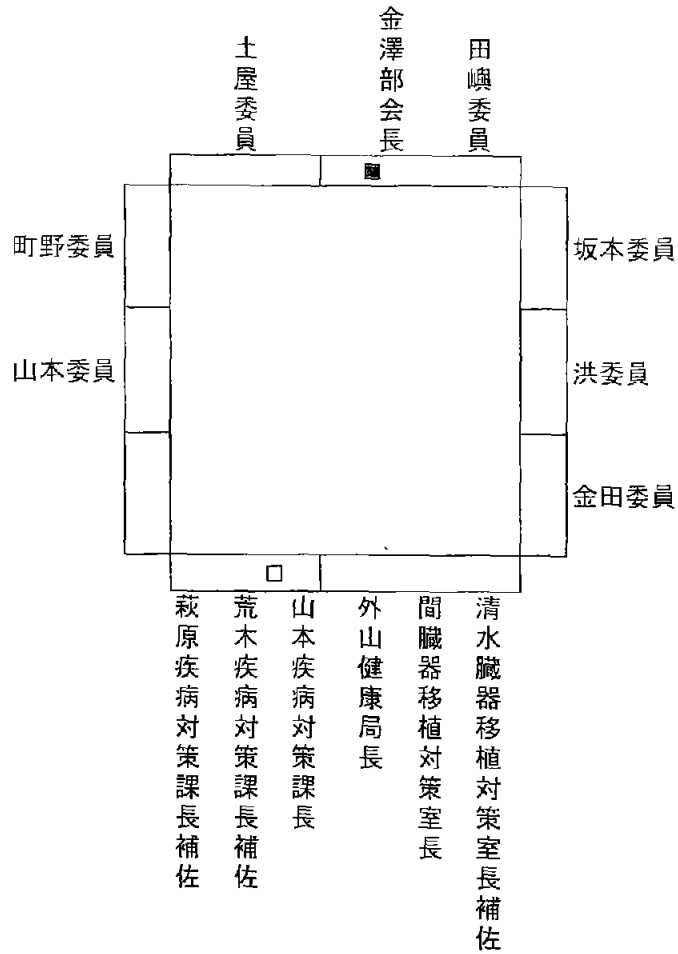 土屋委員
金澤部会長
田嶼委員
町野委員
山本委員
坂本委員
洪委員
金田委員
萩原疾病対策課長補佐
荒木疾病対策課長補佐
山本疾病対策課長
外山健康局長
間臓器移植対策室長
清水臓器移植対策室長補佐